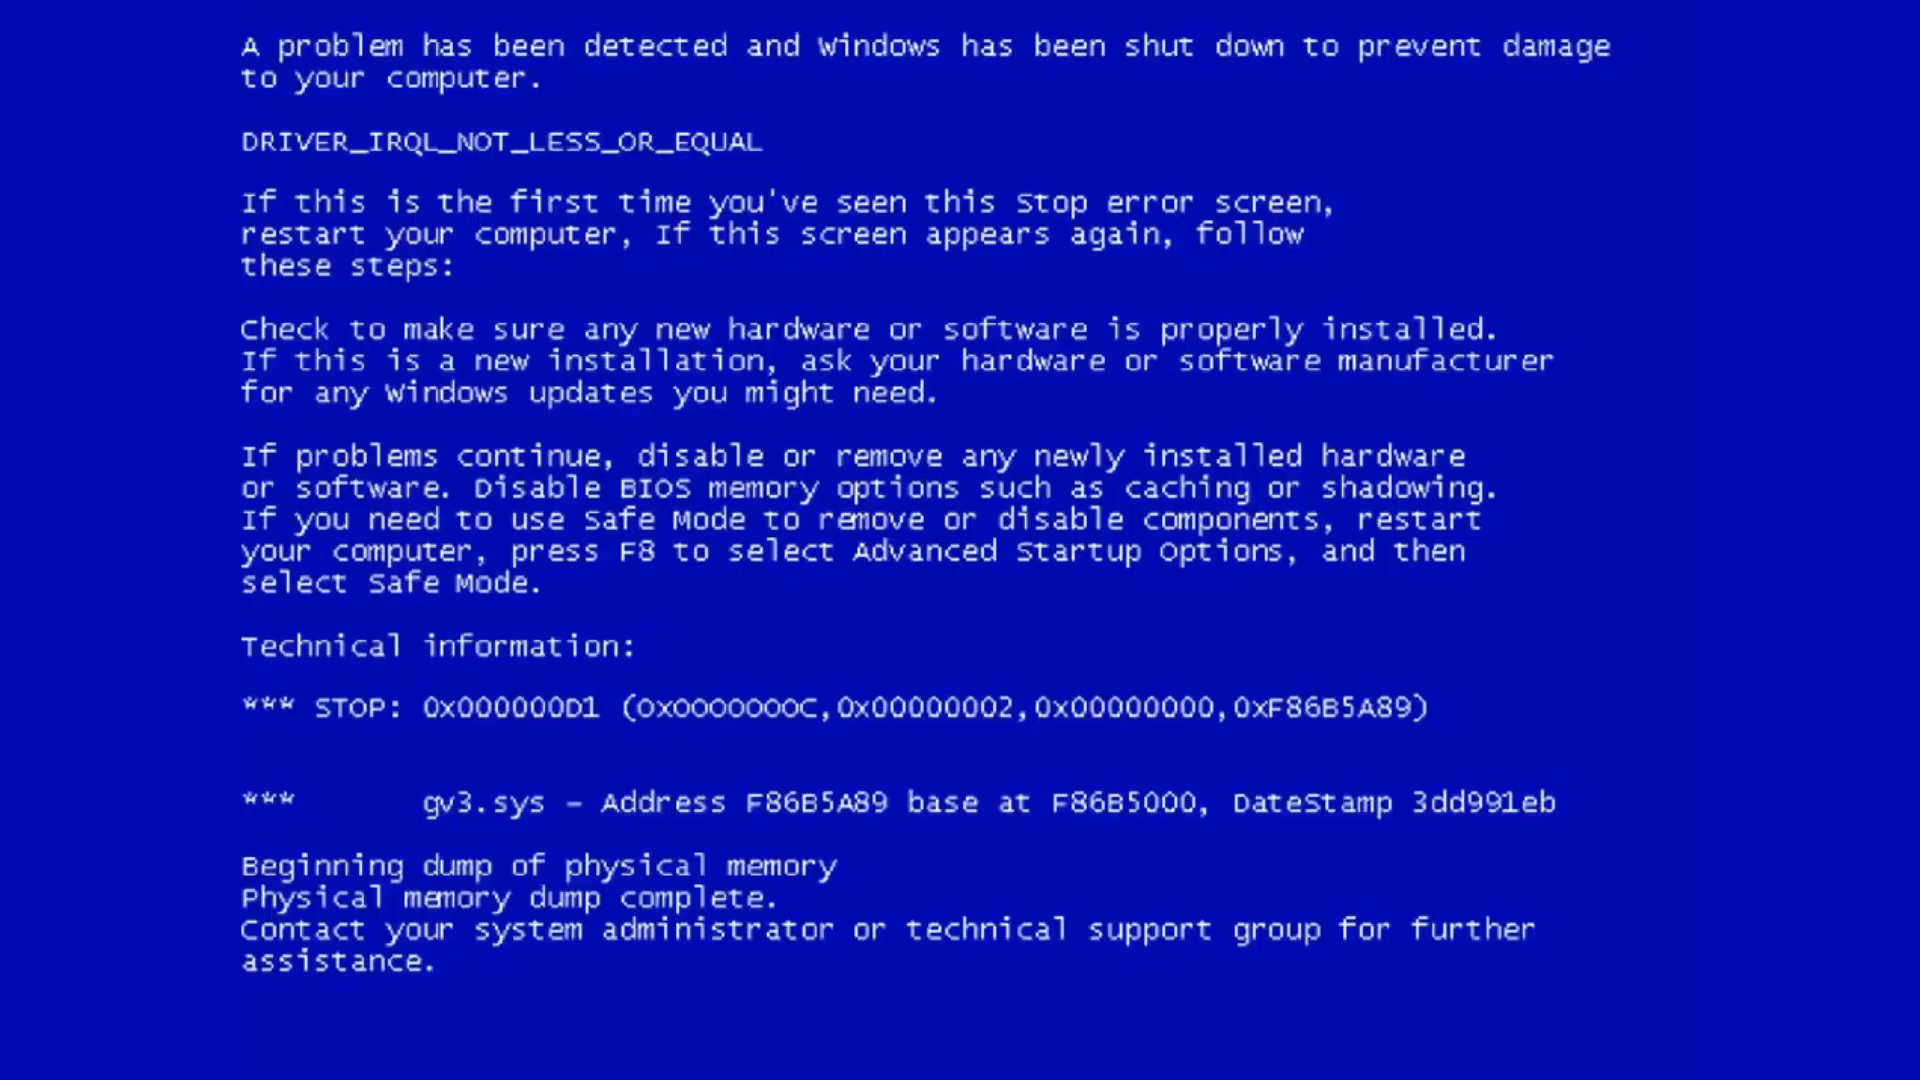 A problem has been detected and Windows has been shut down to prevent damage
to your computer.
DRIVER_IRQL_NOT_LESS_OR_EQUAL
If this is the first time you've seen this Stop error screen,
restart your computer, If this screen appears again, follow
these steps:
Check to make sure any new hardware or software is properly installed.
If this is a new installation, ask your hardware or software manufacturer
for any Windows updates you might need.
If problems continue, disable or remove any newly installed hardware
or software. Disable BIOS memory options such as caching or shadowing.
If you need to use Safe Mode to remove or disable components, restart
your computer, press F8 to select Advanced Startup Options, and then
select Safe Mode.
Technical information:
*** STOP: 0x000000D1 (0x0000000C,0x00000002,0x00000000,0xF86B5A89)
*** gv3.sys – Address F86B5A89 base at F86B5000, DateStamp 3dd991eb
Beginning dump of physical memory
Physical memory dump complete.
Contact your system administrator or technical support group for further
assistance.